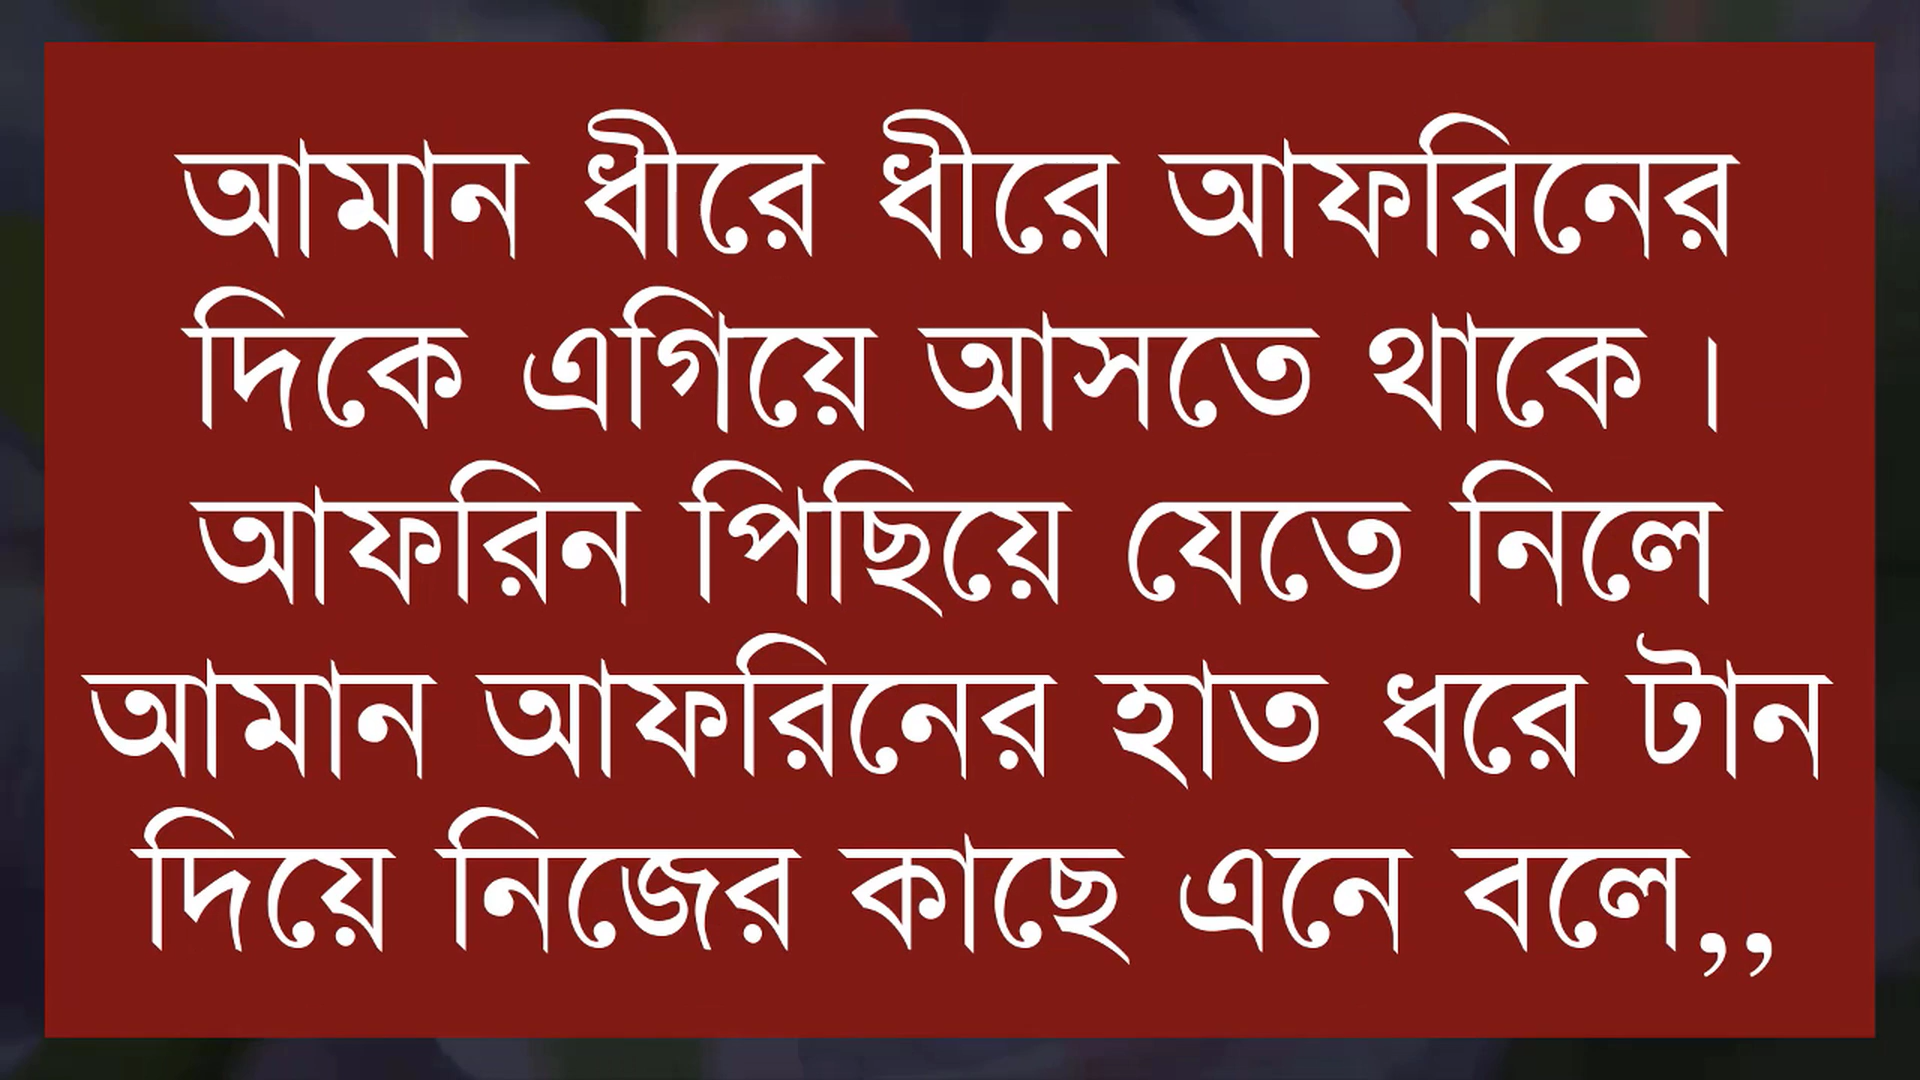 আমান ধীরে ধীরে আফরিনের
দিকে এগিয়ে আসতে থাকে ।
আফরিন পিছিয়ে যেতে নিলে
আমান আফরিনের হাত ধরে টান
দিয়ে নিজের কাছে এনে বলে,,